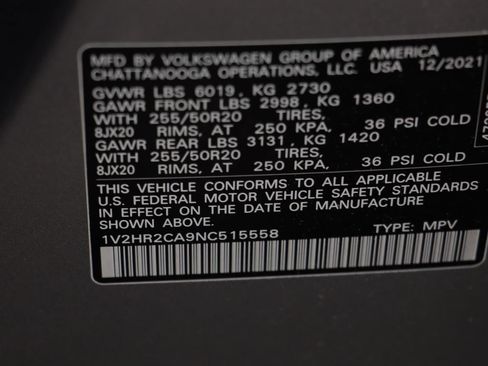 MFD BY VOLKSWAGEN GROUP OF AMERICA
CHATTANOOGA OPERATIONS, LLC. USA 12/2021
GVWR LBS 6019, KG 2730
GAWR FRONT LBS 2998, KG 1360
WITH 255/50R20 TIRES,
8JX20 RIMS, AT 250 KPA, 36 PSI COLD
GAWR REAR LBS 3131, KG 1420
WITH 255/50R20 TIRES,
8JX20 RIMS, AT 250 KPA, 36 PSI COLD
THIS VEHICLE CONFORMS TO ALL APPLICABLE
U.S. FEDERAL MOTOR VEHICLE SAFETY STANDARDS
IN EFFECT ON THE DATE OF MANUFACTURE
SHOWN ABOVE
1V2HR2CA9NC515558 TYPE: MPV